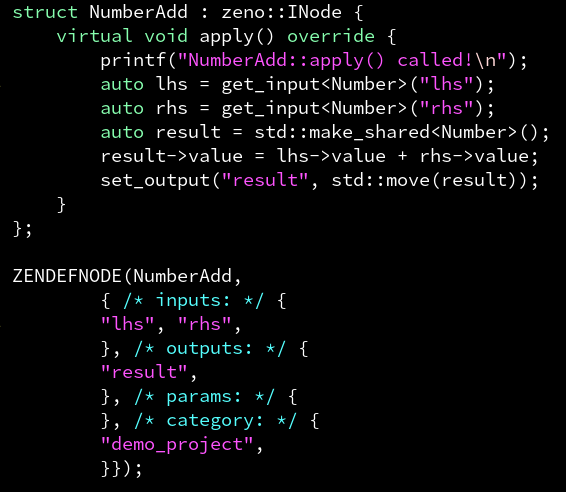 struct NumberAdd : zeno::INode {
    virtual void apply() override {
        printf("NumberAdd::apply() called!\n");
        auto lhs = get_input<Number>("lhs");
        auto rhs = get_input<Number>("rhs");
        auto result = std::make_shared<Number>();
        result->value = lhs->value + rhs->value;
        set_output("result", std::move(result));
    }
};

ZENDEFNODE(NumberAdd,
        { /* inputs: */ {
        "lhs", "rhs",
        }, /* outputs: */ {
        "result",
        }, /* params: */ {
        }, /* category: */ {
        "demo_project",
        }});